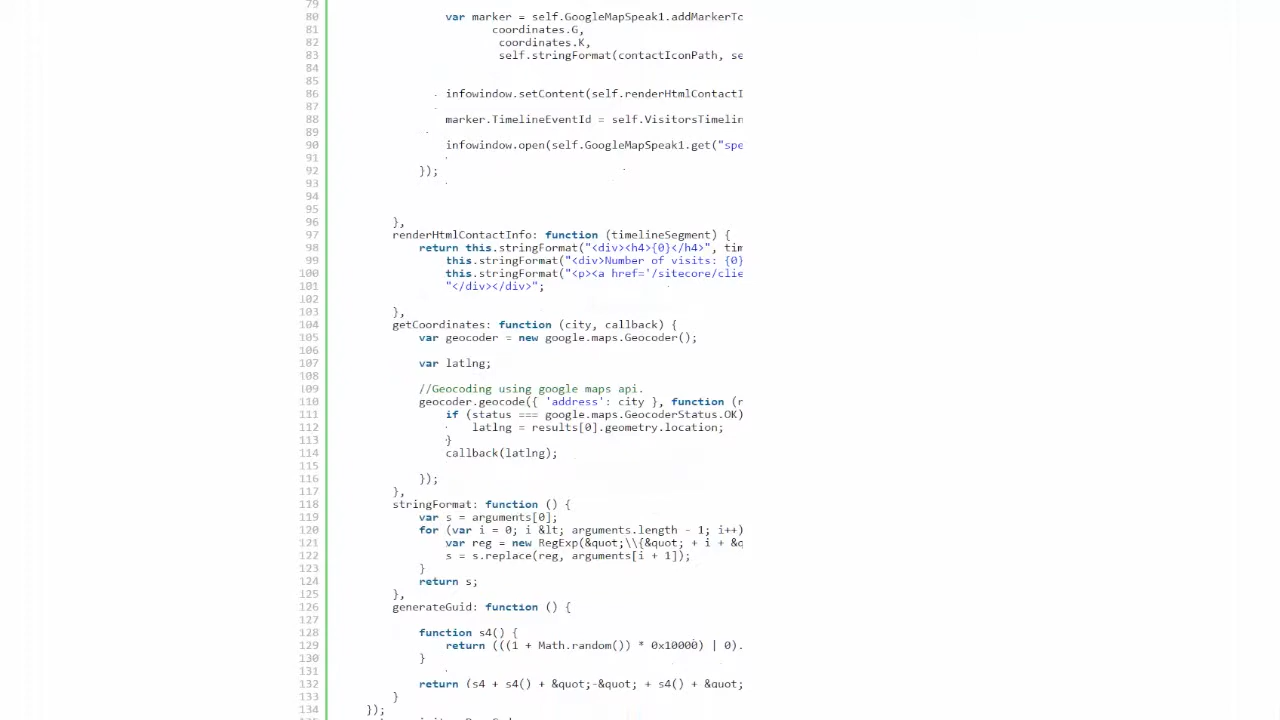 79
80 var marker = self.GoogleMapSpeak1.addMarkerTo
81 coordinates.G,
82 coordinates.K,
83 self.stringFormat(contactIconPath, se
84
85
86 infowindow.setContent(self.renderHtmlContactI
87
88 marker.TimelineEventId = self.VisitorsTimelin
89
90 infowindow.open(self.GoogleMapSpeak1.get("spe
91
92 });
93
94
95
96 },
97 renderHtmlContactInfo: function (timelineSegment) {
98 return this.stringFormat("<div><h4>{0}</h4>", tim
99 this.stringFormat("<div>Number of visits: {0}
100 this.stringFormat("<p><a href='/sitecore/clie
101 "</div></div>";
102
103 },
104 getCoordinates: function (city, callback) {
105 var geocoder = new google.maps.Geocoder();
106
107 var latlng;
108
109 //Geocoding using google maps api.
110 geocoder.geocode({ 'address': city }, function (r
111 if (status === google.maps.GeocoderStatus.OK)
112 latlng = results[0].geometry.location;
113 }
114 callback(latlng);
115
116 });
117 },
118 stringFormat: function () {
119 var s = arguments[0];
120 for (var i = 0; i &lt; arguments.length - 1; i++)
121 var reg = new RegExp(&quot;\\{&quot; + i + &q
122 s = s.replace(reg, arguments[i + 1]);
123 }
124 return s;
125 },
126 generateGuid: function () {
127
128 function s4() {
129 return (((1 + Math.random()) * 0x10000) | 0).
130 }
131
132 return (s4 + s4() + &quot;-&quot; + s4() + &quot;
133 }
134 });